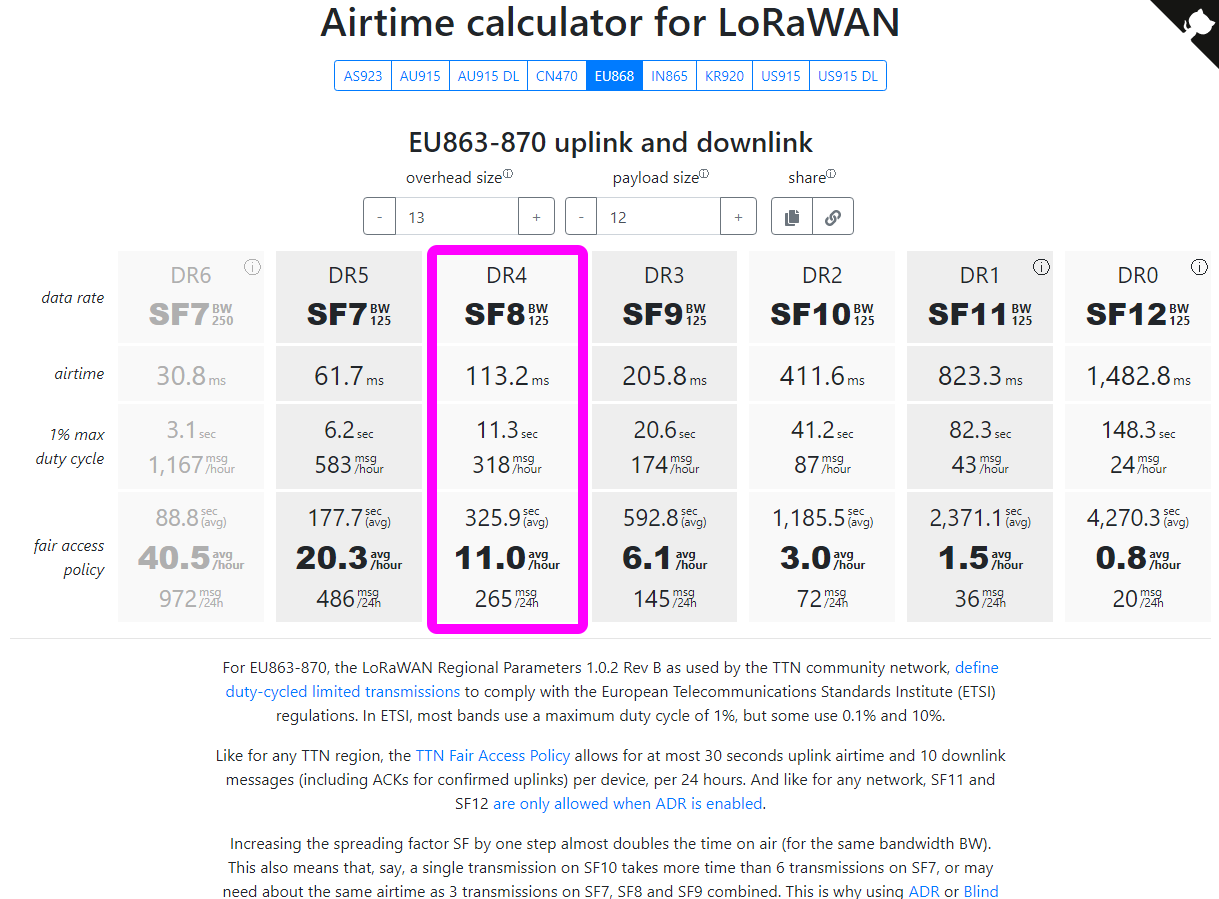 Airtime calculator for LoRaWAN
AS923 AU915 AU915 DL CN470 EU868 IN865 KR920 US915 US915 DL
EU863-870 uplink and downlink
overhead sizeⓘ payload sizeⓘ shareⓘ
- 13 + - 12 +
data rate
DR6 ⓘ DR5 DR4 DR3 DR2 DR1 ⓘ DR0 ⓘ
SF7 BW 250 SF7 BW 125 SF8 BW 125 SF9 BW 125 SF10 BW 125 SF11 BW 125 SF12 BW 125
airtime 30.8 ms 61.7 ms 113.2 ms 205.8 ms 411.6 ms 823.3 ms 1,482.8 ms
1% max duty cycle
3.1 sec 6.2 sec 11.3 sec 20.6 sec 41.2 sec 82.3 sec 148.3 sec
1,167 msg /hour 583 msg /hour 318 msg /hour 174 msg /hour 87 msg /hour 43 msg /hour 24 msg /hour
fair access policy
88.8 sec (avg) 177.7 sec (avg) 325.9 sec (avg) 592.8 sec (avg) 1,185.5 sec (avg) 2,371.1 sec (avg) 4,270.3 sec (avg)
40.5 avg /hour 20.3 avg /hour 11.0 avg /hour 6.1 avg /hour 3.0 avg /hour 1.5 avg /hour 0.8 avg /hour
972 msg /24h 486 msg /24h 265 msg /24h 145 msg /24h 72 msg /24h 36 msg /24h 20 msg /24h
For EU863-870, the LoRaWAN Regional Parameters 1.0.2 Rev B as used by the TTN community network, define
duty-cycled limited transmissions to comply with the European Telecommunications Standards Institute (ETSI)
regulations. In ETSI, most bands use a maximum duty cycle of 1%, but some use 0.1% and 10%.
Like for any TTN region, the TTN Fair Access Policy allows for at most 30 seconds uplink airtime and 10 downlink
messages (including ACKs for confirmed uplinks) per device, per 24 hours. And like for any network, SF11 and
SF12 are only allowed when ADR is enabled.
Increasing the spreading factor SF by one step almost doubles the time on air (for the same bandwidth BW).
This also means that, say, a single transmission on SF10 takes more time than 6 transmissions on SF7, or may
need about the same airtime as 3 transmissions on SF7, SF8 and SF9 combined. This is why using ADR or Blind